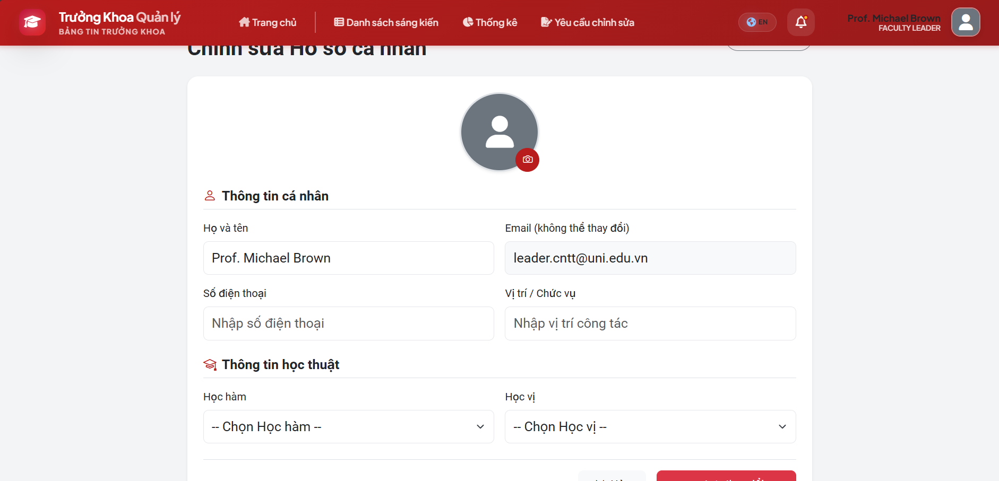 Trưởng Khoa Quản lý
BẢNG TIN TRƯỞNG KHOA
Trang chủ
Danh sách sáng kiến
Thống kê
Yêu cầu chỉnh sửa
EN
Prof. Michael Brown
FACULTY LEADER
Chỉnh sửa Hồ sơ cá nhân
Thông tin cá nhân
Họ và tên
Email (không thể thay đổi)
Prof. Michael Brown
leader.cntt@uni.edu.vn
Số điện thoại
Vị trí / Chức vụ
Nhập số điện thoại
Nhập vị trí công tác
Thông tin học thuật
Học hàm
Học vị
-- Chọn Học hàm --
-- Chọn Học vị --